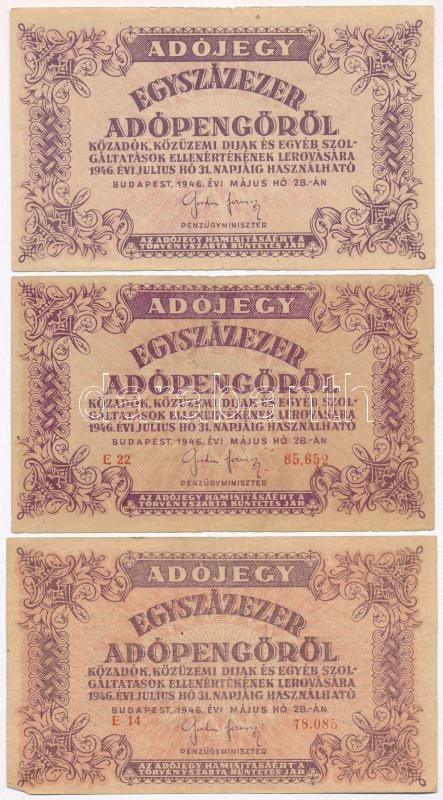 ADÓJEGY
EGYSZÁZEZER
ADÓPENGŐRŐL
KÖZADÓK, KÖZÜZEMI DIJAK ÉS EGYÉB SZOL-
GÁLTATÁSOK ELLENÉRTÉKÉNEK LEROVÁSÁRA
1946. ÉVI JULIUS HÓ 31. NAPJÁIG HASZNÁLHATÓ
BUDAPEST, 1946. ÉVI MÁJUS HÓ 28.-ÁN
PÉNZÜGYMINISZTER
AZ ADÓJEGY HAMISITÁSÁÉRT A
TÖRVÉNYSZABTA BÜNTETÉS JÁR
ADÓJEGY
EGYSZÁZEZER
ADÓPENGŐRŐL
KÖZADÓK, KÖZÜZEMI DIJAK ÉS EGYÉB SZOL-
GÁLTATÁSOK ELLENÉRTÉKÉNEK LEROVÁSÁRA
1946. ÉVI JULIUS HÓ 31. NAPJÁIG HASZNÁLHATÓ
BUDAPEST, 1946. ÉVI MÁJUS HÓ 28.-ÁN
E 22 65,652
PÉNZÜGYMINISZTER
AZ ADÓJEGY HAMISITÁSÁÉRT A
TÖRVÉNYSZABTA BÜNTETÉS JÁR
ADÓJEGY
EGYSZÁZEZER
ADÓPENGŐRŐL
KÖZADÓK, KÖZÜZEMI DIJAK ÉS EGYÉB SZOL-
GÁLTATÁSOK ELLENÉRTÉKÉNEK LEROVÁSÁRA
1946. ÉVI JULIUS HÓ 31. NAPJÁIG HASZNÁLHATÓ
BUDAPEST, 1946. ÉVI MÁJUS HÓ 28.-ÁN
E 14 78.085
PÉNZÜGYMINISZTER
AZ ADÓJEGY HAMISITÁSÁÉRT A
TÖRVÉNYSZABTA BÜNTETÉS JÁR